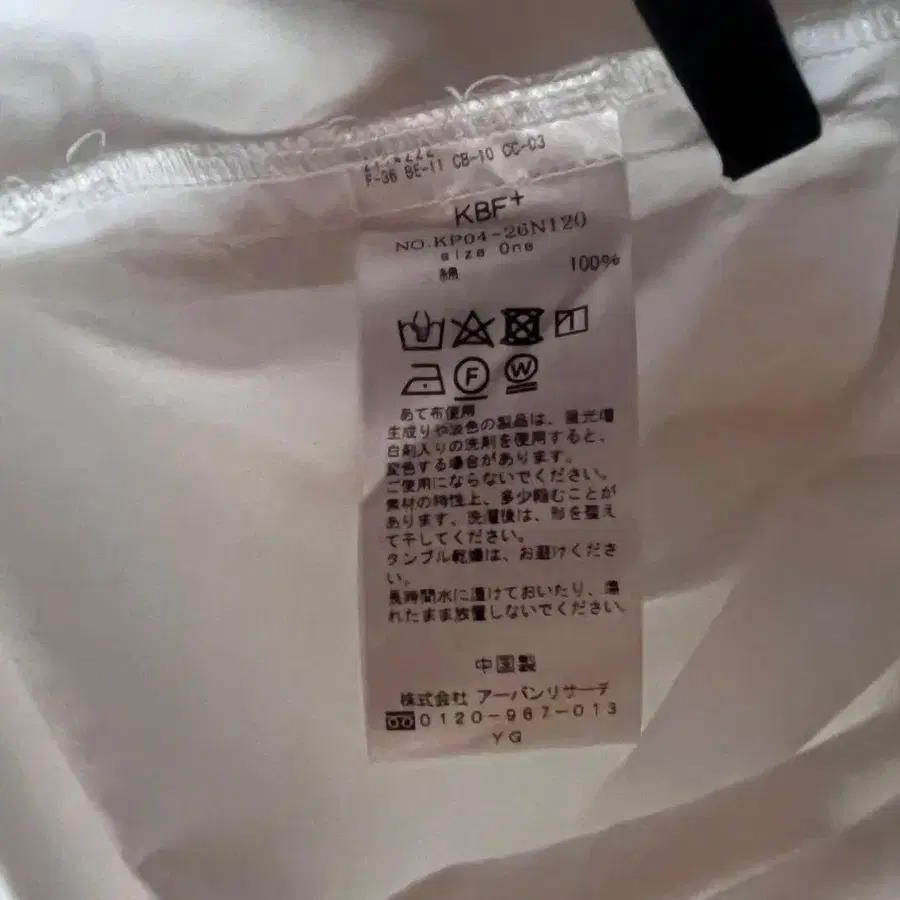 F-36 BE-11 CB-10 CC-C3
KBF+
NO.KP04-26N120
size One
綿 100%
F W
あて布使用
生成りや淡色の製品は、蛍光増
白剤入りの洗剤を使用すると、
変色する場合があります。
ご使用にならないでください。
素材の特性上、多少縮むことが
あります。洗濯後は、形を整え
て干してください。
タンブル乾燥は、お避けくださ
い。
長時間水に漬けておいたり、濡
れたまま放置しないでください。
中国製
株式会社 アーバンリサーチ
0120-967-013
YG